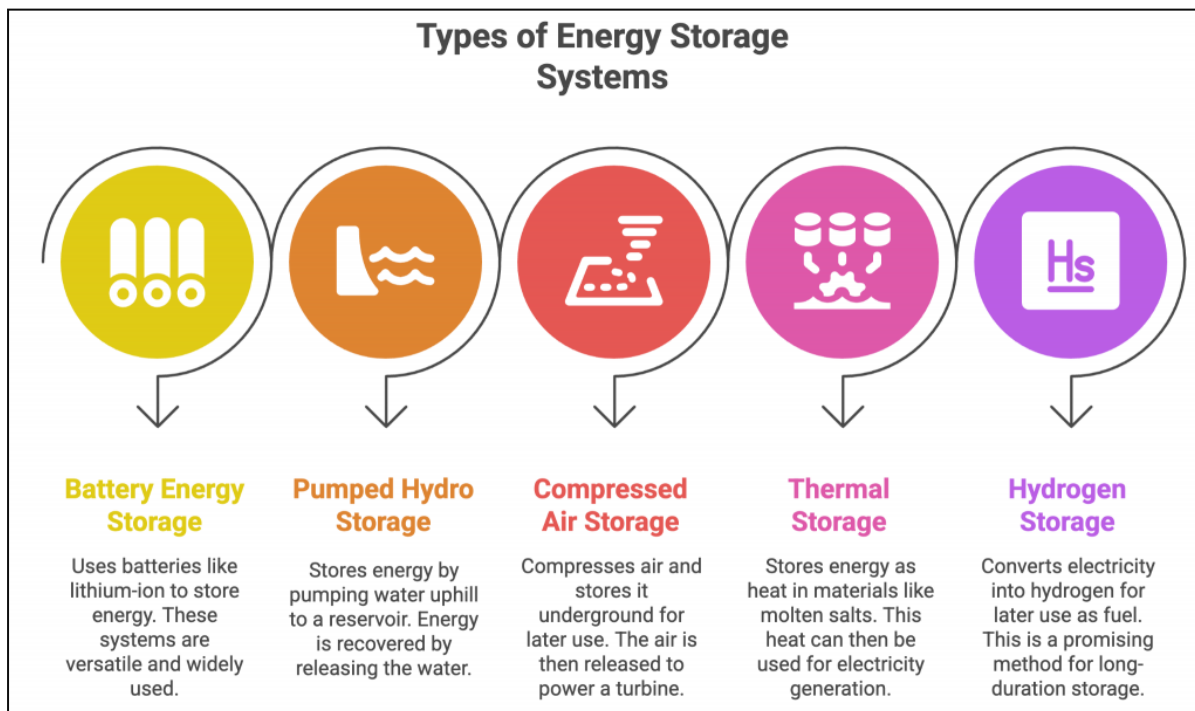 Types of Energy Storage
Systems
Hs
Battery Energy
Storage
Uses batteries like
lithium-ion to store
energy. These
systems are
versatile and widely
used.
Pumped Hydro
Storage
Stores energy by
pumping water uphill
to a reservoir. Energy
is recovered by
releasing the water.
Compressed
Air Storage
Compresses air and
stores it
underground for
later use. The air is
then released to
power a turbine.
Thermal
Storage
Stores energy as
heat in materials like
molten salts. This
heat can then be
used for electricity
generation.
Hydrogen
Storage
Converts electricity
into hydrogen for
later use as fuel.
This is a promising
method for long-
duration storage.